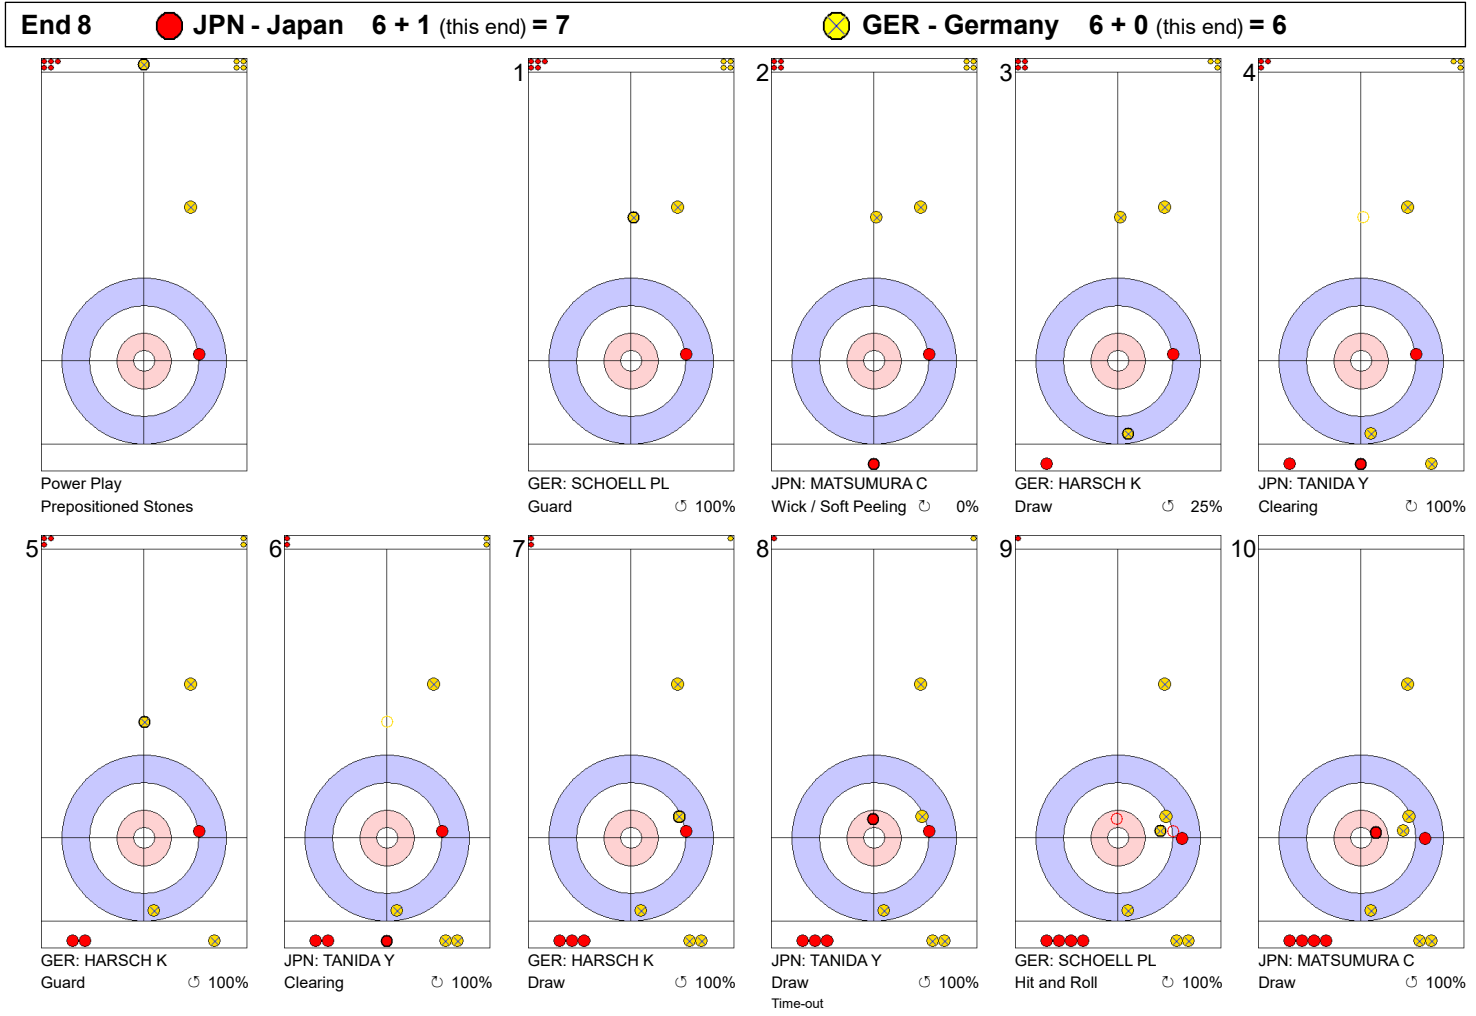 End 8 JPN - Japan 6 + 1 (this end) = 7 GER - Germany 6 + 0 (this end) = 6
Power Play
Prepositioned Stones
1
GER: SCHOELL PL
Guard ↺ 100%
2
JPN: MATSUMURA C
Wick / Soft Peeling ↻ 0%
3
GER: HARSCH K
Draw ↺ 25%
4
JPN: TANIDA Y
Clearing ↻ 100%
5
GER: HARSCH K
Guard ↺ 100%
6
JPN: TANIDA Y
Clearing ↻ 100%
7
GER: HARSCH K
Draw ↺ 100%
8
JPN: TANIDA Y
Draw ↺ 100%
Time-out
9
GER: SCHOELL PL
Hit and Roll ↻ 100%
10
JPN: MATSUMURA C
Draw ↺ 100%